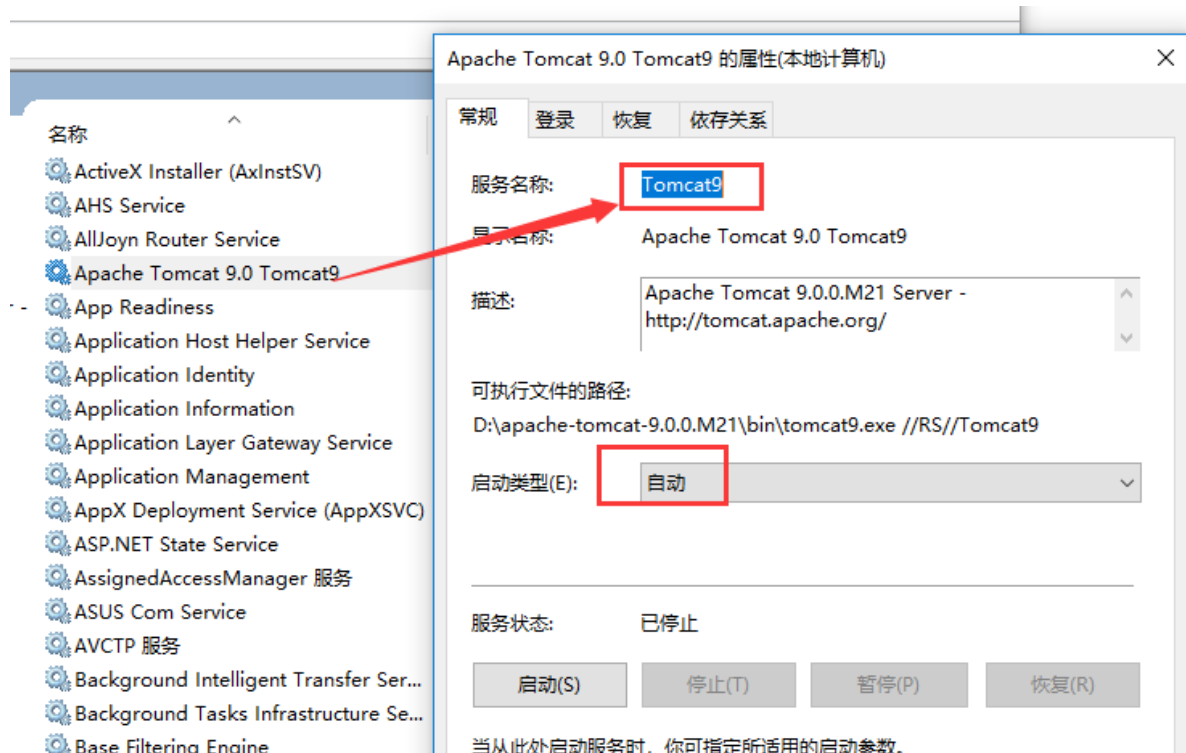 名称
ActiveX Installer (AxInstSV)
AHS Service
AllJoyn Router Service
Apache Tomcat 9.0 Tomcat9
App Readiness
Application Host Helper Service
Application Identity
Application Information
Application Layer Gateway Service
Application Management
AppX Deployment Service (AppXSVC)
ASP.NET State Service
AssignedAccessManager 服务
ASUS Com Service
AVCTP 服务
Background Intelligent Transfer Ser...
Background Tasks Infrastructure Se...
Base Filtering Engine
Apache Tomcat 9.0 Tomcat9 的属性(本地计算机)
常规 登录 恢复 依存关系
服务名称: Tomcat9
显示名称: Apache Tomcat 9.0 Tomcat9
描述: Apache Tomcat 9.0.0.M21 Server -
http://tomcat.apache.org/
可执行文件的路径:
D:\apache-tomcat-9.0.0.M21\bin\tomcat9.exe //RS//Tomcat9
启动类型(E): 自动
服务状态: 已停止
启动(S) 停止(T) 暂停(P) 恢复(R)
当从此处启动服务时，你可指定所适用的启动参数。